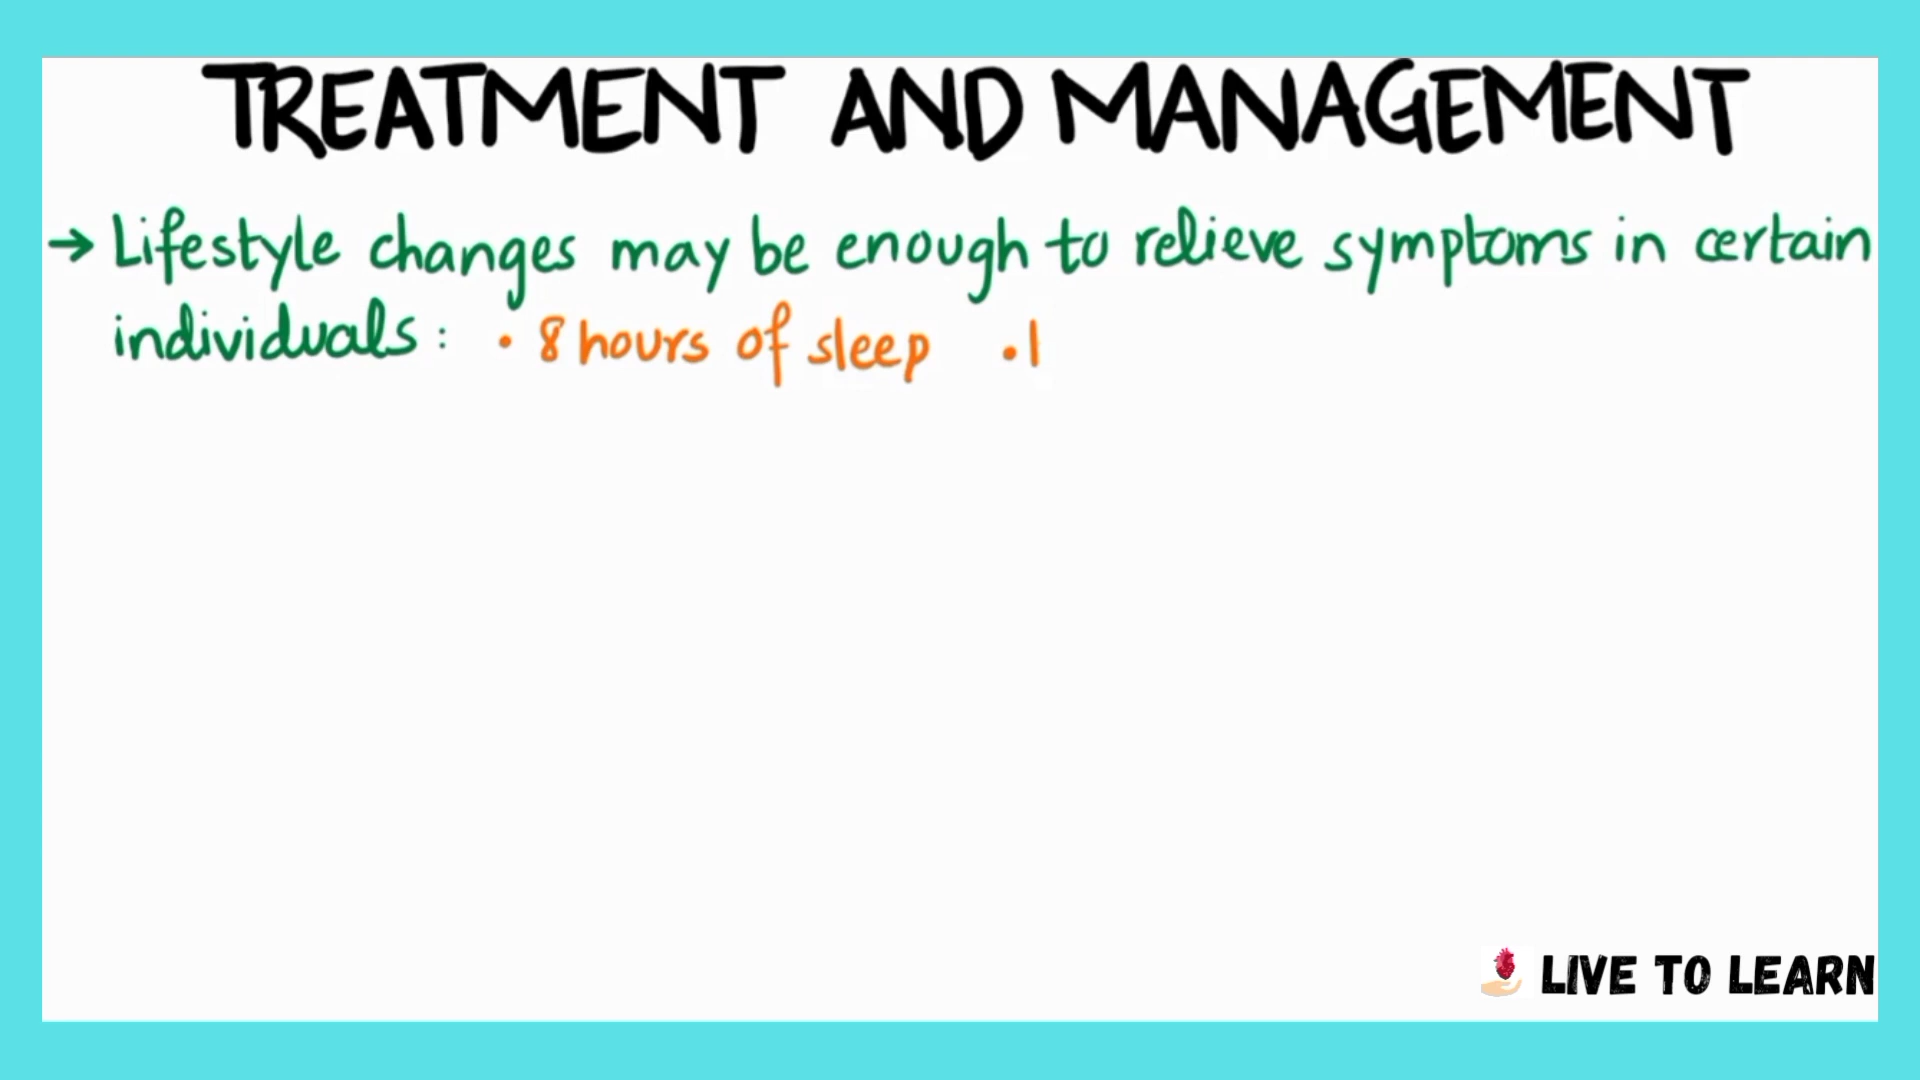 TREATMENT AND MANAGEMENT
→ Lifestyle changes may be enough to relieve symptoms in certain
individuals: • 8 hours of sleep •
LIVE TO LEARN